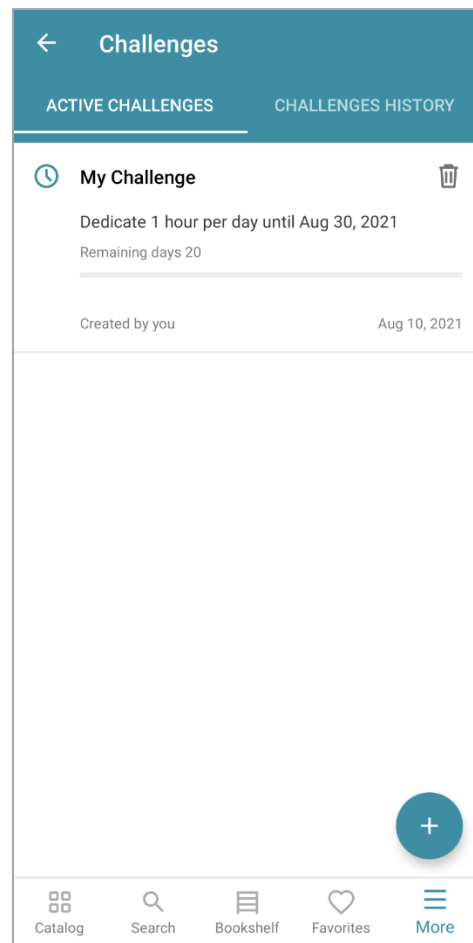 Challenges
ACTIVE CHALLENGES CHALLENGES HISTORY
My Challenge
Dedicate 1 hour per day until Aug 30, 2021
Remaining days 20
Created by you Aug 10, 2021
Catalog Search Bookshelf Favorites More